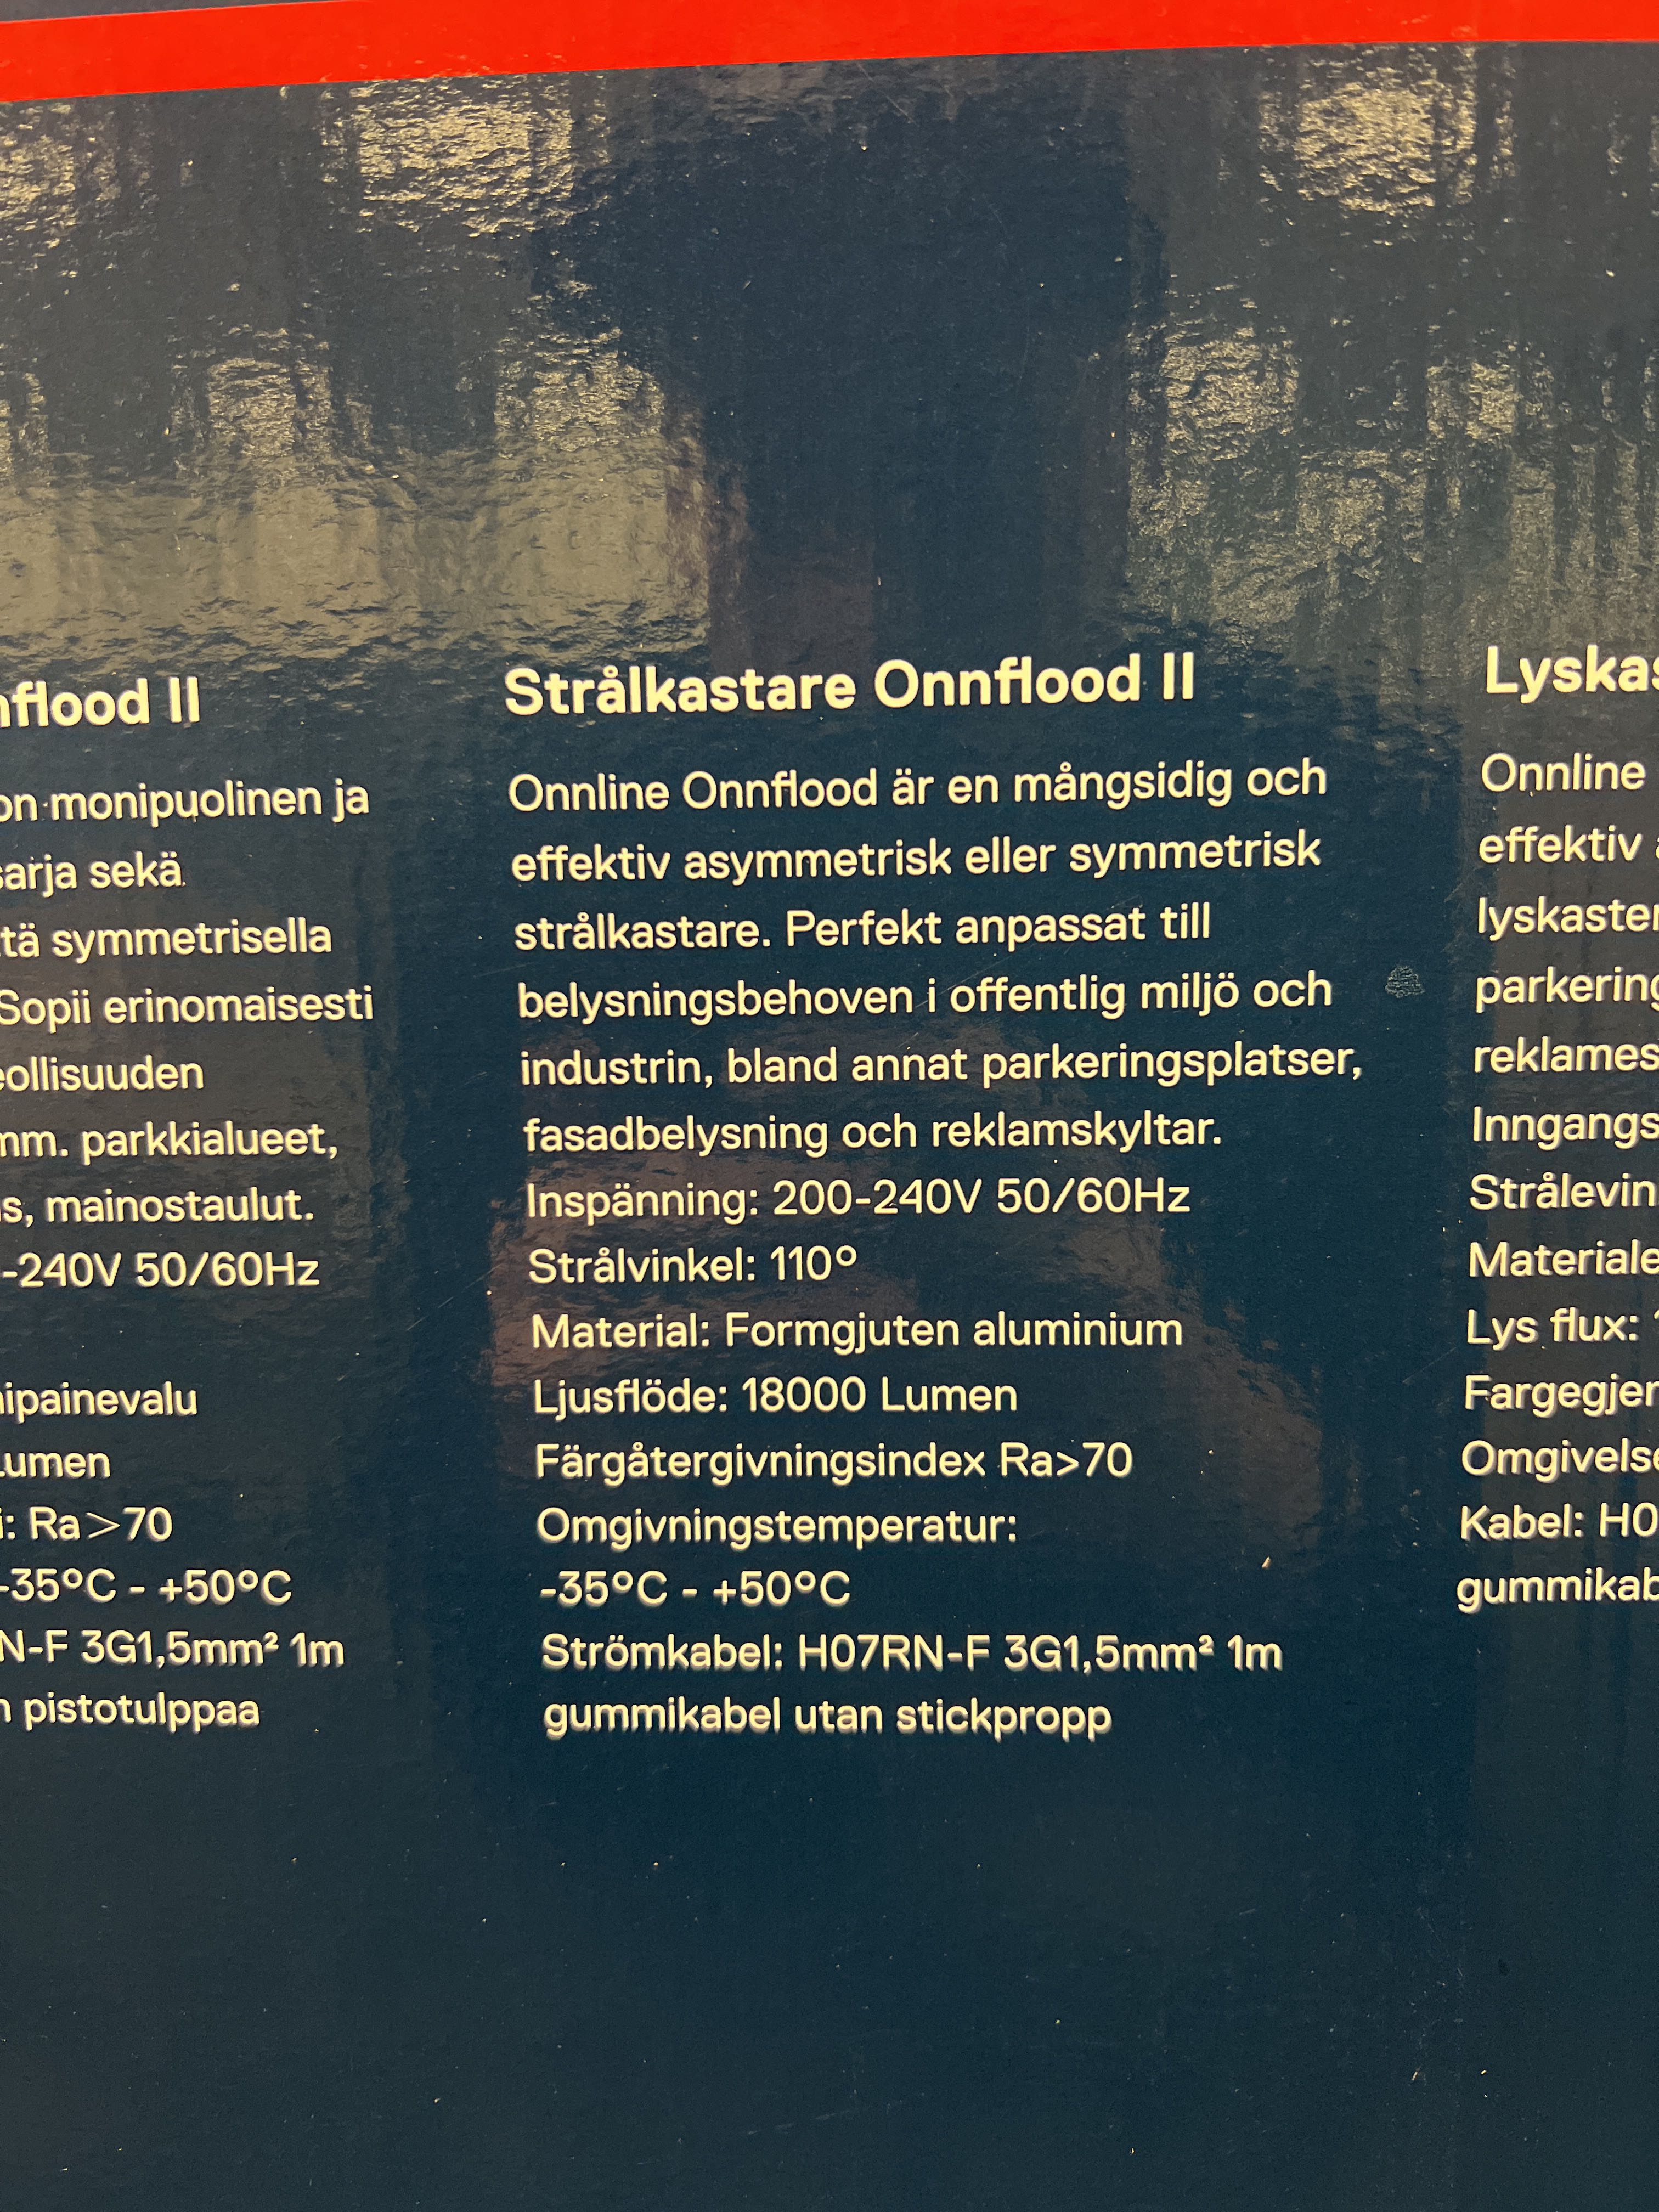 nflood II
on monipuolinen ja
sarja sekä
tä symmetrisella
Sopii erinomaisesti
eollisuuden
mm. parkkialueet,
s, mainostaulut.
-240V 50/60Hz
ipainevalu
Lumen
i: Ra>70
-35°C - +50°C
N-F 3G1,5mm² 1m
n pistotulppaa
Strålkastare Onnflood II
Onnline Onnflood är en mångsidig och
effektiv asymmetrisk eller symmetrisk
strålkastare. Perfekt anpassat till
belysningsbehoven i offentlig miljö och
industrin, bland annat parkeringsplatser,
fasadbelysning och reklamskyltar.
Inspänning: 200-240V 50/60Hz
Strålvinkel: 110°
Material: Formgjuten aluminium
Ljusflöde: 18000 Lumen
Färgåtergivningsindex Ra>70
Omgivningstemperatur:
-35°C - +50°C
Strömkabel: H07RN-F 3G1,5mm² 1m
gummikabel utan stickpropp
Lyskas
Onnline
effektiv
lyskaster
parkering
reklames
Inngangs
Strålevin
Materiale
Lys flux:
Fargegjer
Omgivelse
Kabel: H0
gummikab